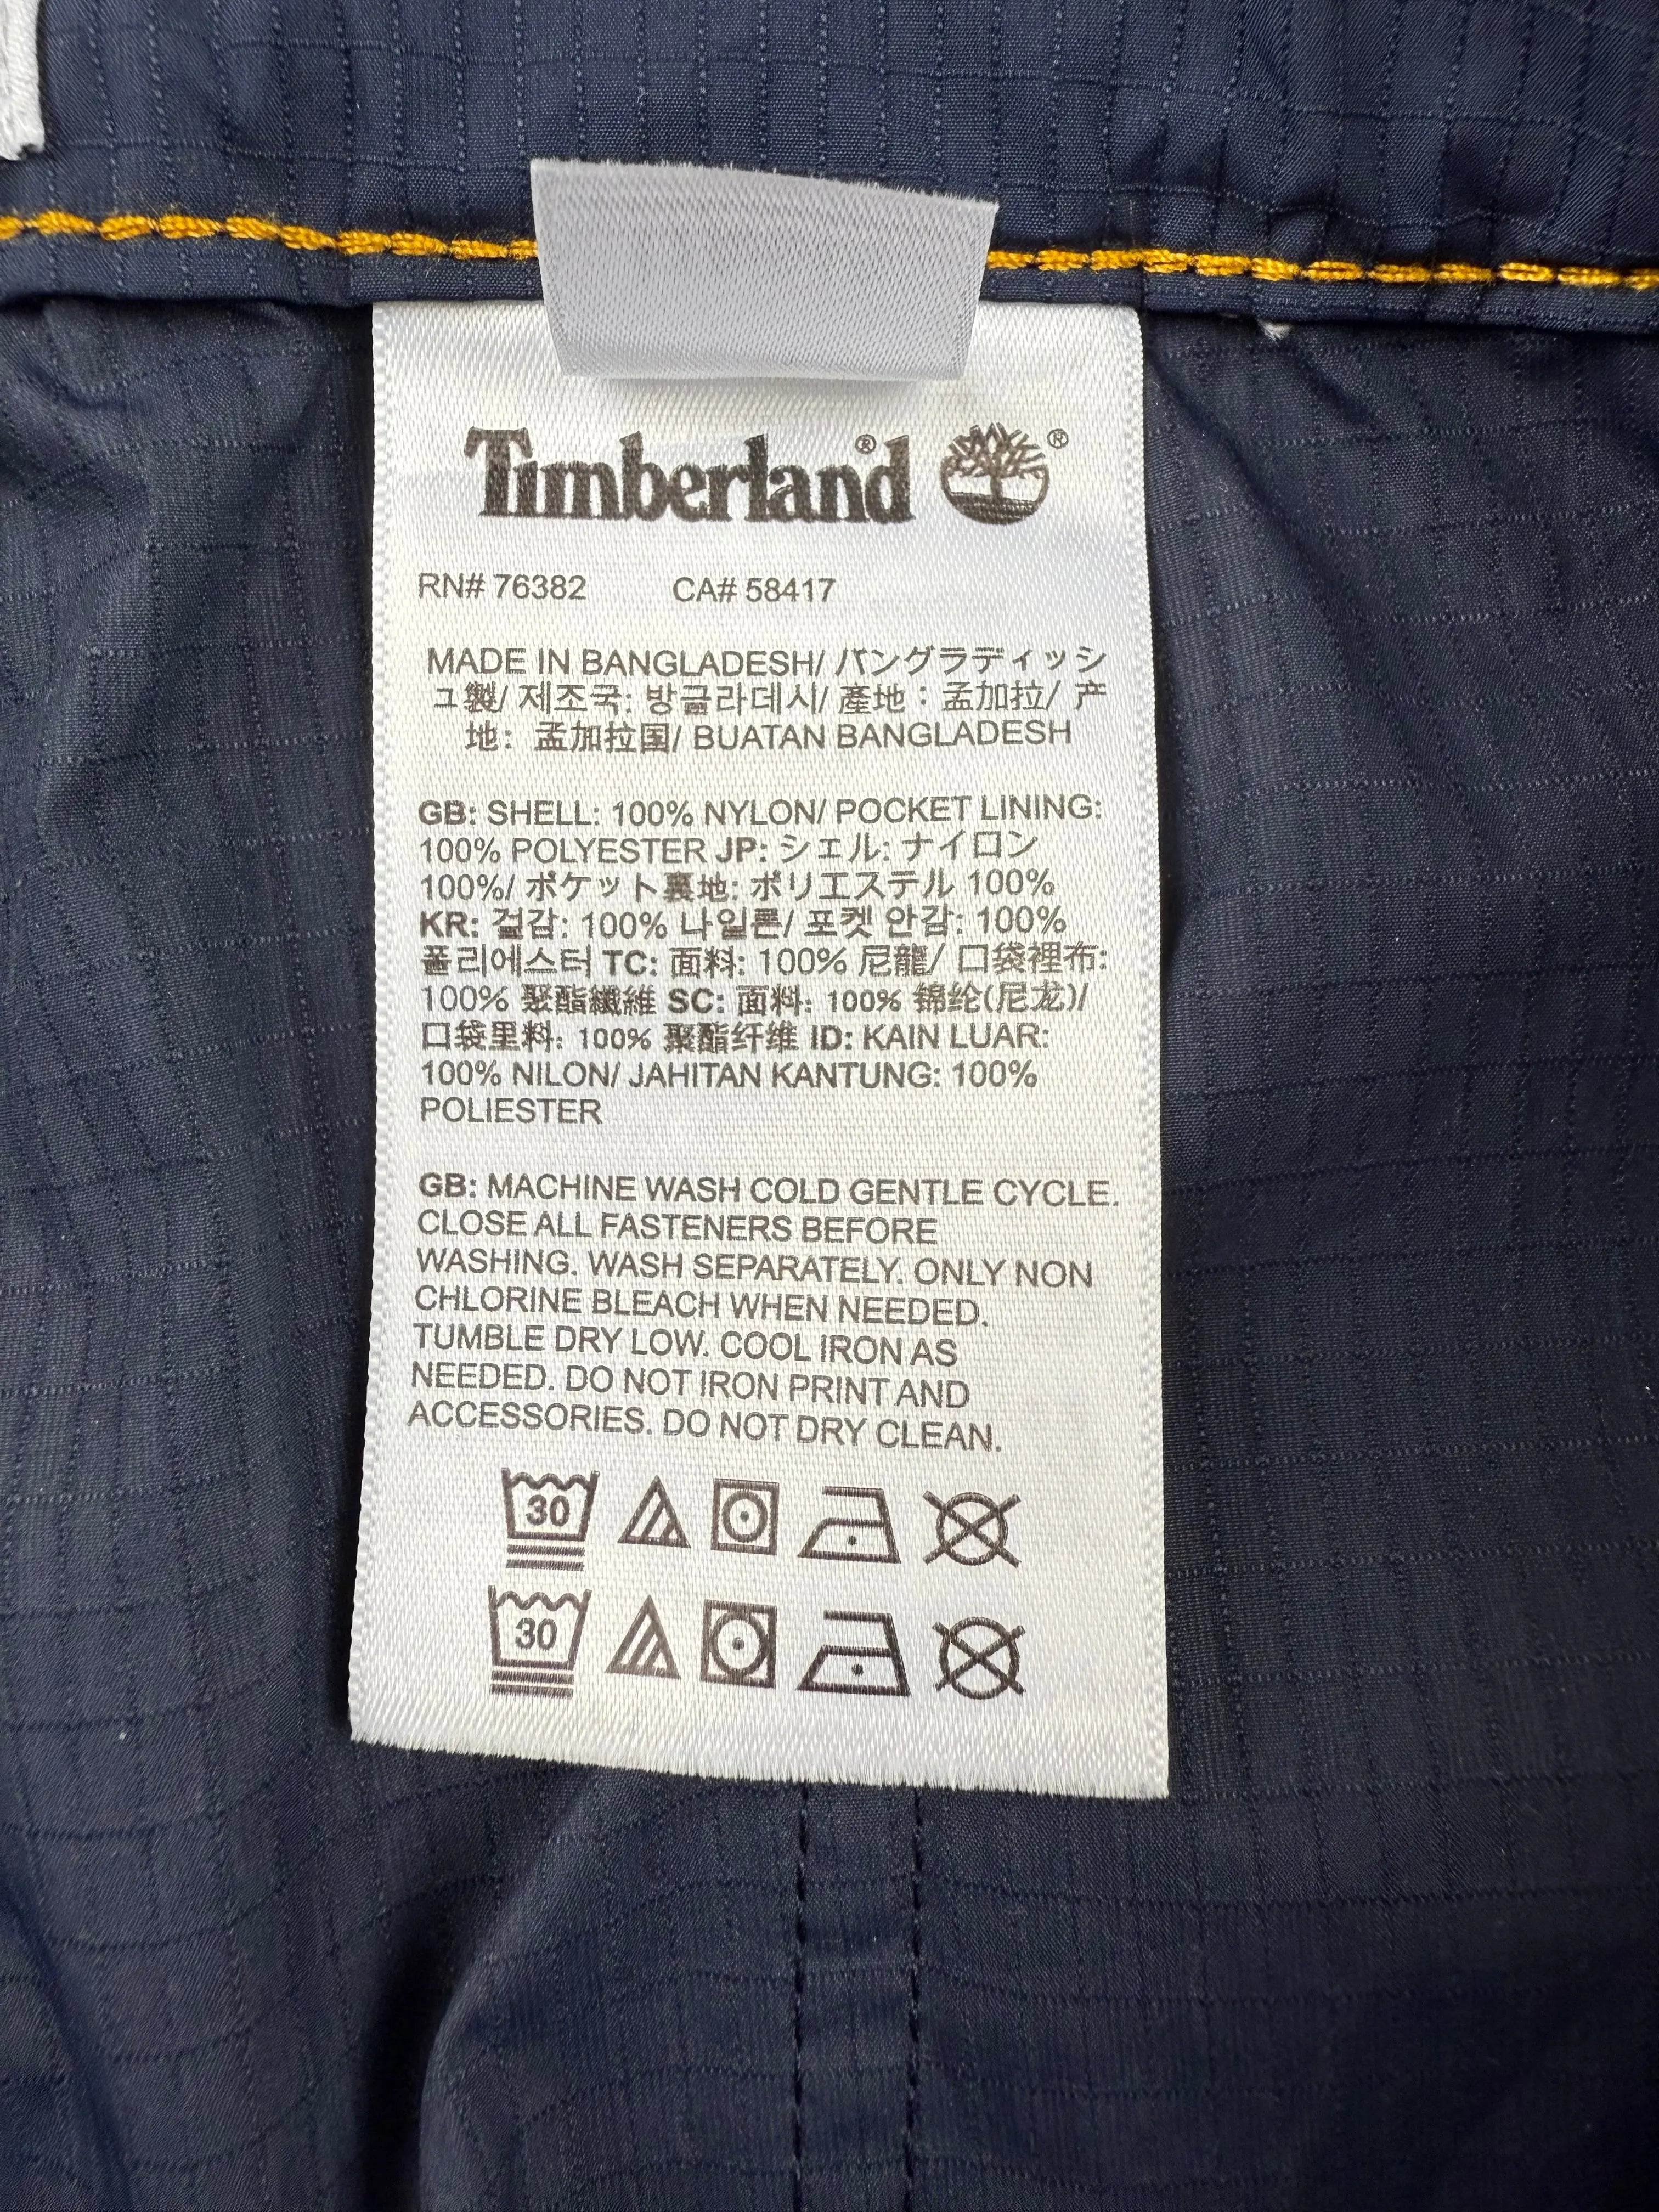 Timberland®
®
RN# 76382 CA# 58417
MADE IN BANGLADESH/ バングラディッシ
ュ製/ 제조국: 방글라데시/ 產地：孟加拉/ 产
地：孟加拉国/ BUATAN BANGLADESH
GB: SHELL: 100% NYLON/ POCKET LINING:
100% POLYESTER JP: シェル: ナイロン
100%/ ポケット裏地: ポリエステル 100%
KR: 겉감: 100% 나일론/ 포켓 안감: 100%
폴리에스터 TC: 面料: 100% 尼龍/ 口袋裡布:
100% 聚酯纖維 SC: 面料: 100% 锦纶(尼龙)/
口袋里料: 100% 聚酯纤维 ID: KAIN LUAR:
100% NILON/ JAHITAN KANTUNG: 100%
POLIESTER
GB: MACHINE WASH COLD GENTLE CYCLE.
CLOSE ALL FASTENERS BEFORE
WASHING. WASH SEPARATELY. ONLY NON
CHLORINE BLEACH WHEN NEEDED.
TUMBLE DRY LOW. COOL IRON AS
NEEDED. DO NOT IRON PRINT AND
ACCESSORIES. DO NOT DRY CLEAN.
30
30